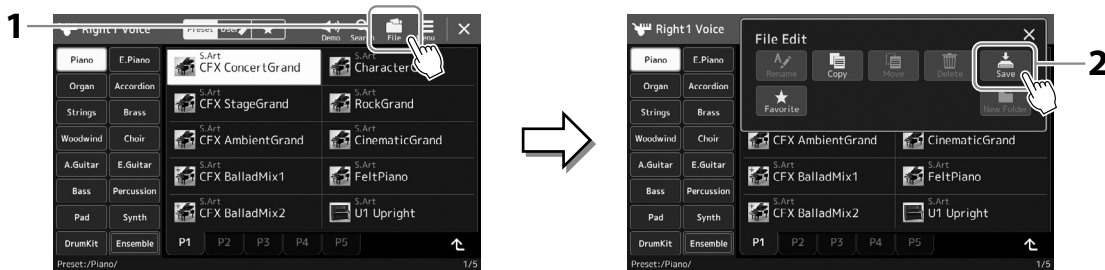 1
Right1 Voice
Preset User
Demo Search File Menu
Piano E.Piano
Organ Accordion
Strings Brass
Woodwind Choir
A.Guitar E.Guitar
Bass Percussion
Pad Synth
DrumKit Ensemble
S.Art
CFX ConcertGrand
S.Art
Character
S.Art
CFX StageGrand
S.Art
RockGrand
S.Art
CFX AmbientGrand
S.Art
CinematicGrand
S.Art
CFX BalladMix1
S.Art
FeltPiano
S.Art
CFX BalladMix2
S.Art
U1 Upright
P1 P2 P3 P4 P5
Preset:/Piano/ 1/5
2
Right1 Voice
File Edit
Rename Copy Move Delete Save
Favorite New Folder
Piano E.Piano
Organ Accordion
Strings Brass
Woodwind Choir
A.Guitar E.Guitar
Bass Percussion
Pad Synth
DrumKit Ensemble
CFX AmbientGrand
CinematicGrand
S.Art
CFX BalladMix1
S.Art
FeltPiano
S.Art
CFX BalladMix2
S.Art
U1 Upright
P1 P2 P3 P4 P5
Preset:/Piano/ 1/5